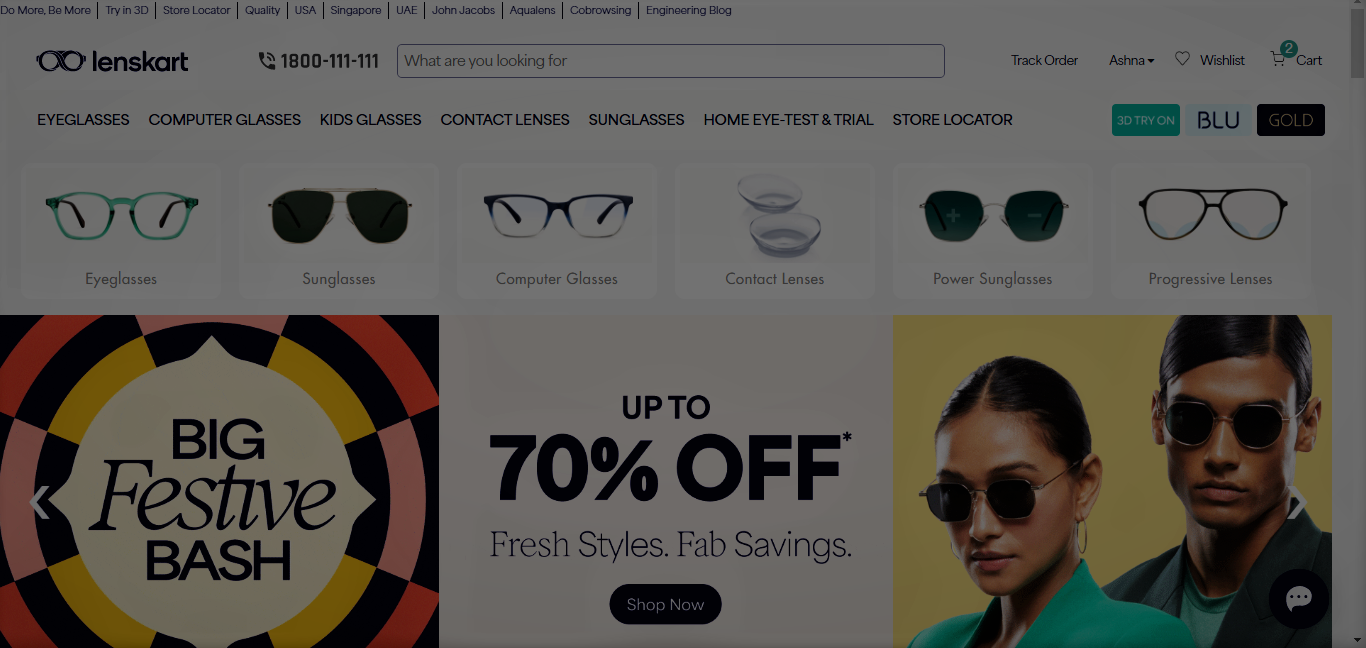 Do More, Be More | Try in 3D | Store Locator | Quality | USA | Singapore | UAE | John Jacobs | Aqualens | Cobrowsing | Engineering Blog
lenskart 1800-111-111 What are you looking for Track Order Ashna Wishlist 2 Cart
EYEGLASSES COMPUTER GLASSES KIDS GLASSES CONTACT LENSES SUNGLASSES HOME EYE-TEST & TRIAL STORE LOCATOR 3D TRY ON BLU GOLD
Eyeglasses Sunglasses Computer Glasses Contact Lenses Power Sunglasses Progressive Lenses
BIG
Festive
BASH
UP TO
70% OFF*
Fresh Styles. Fab Savings.
Shop Now